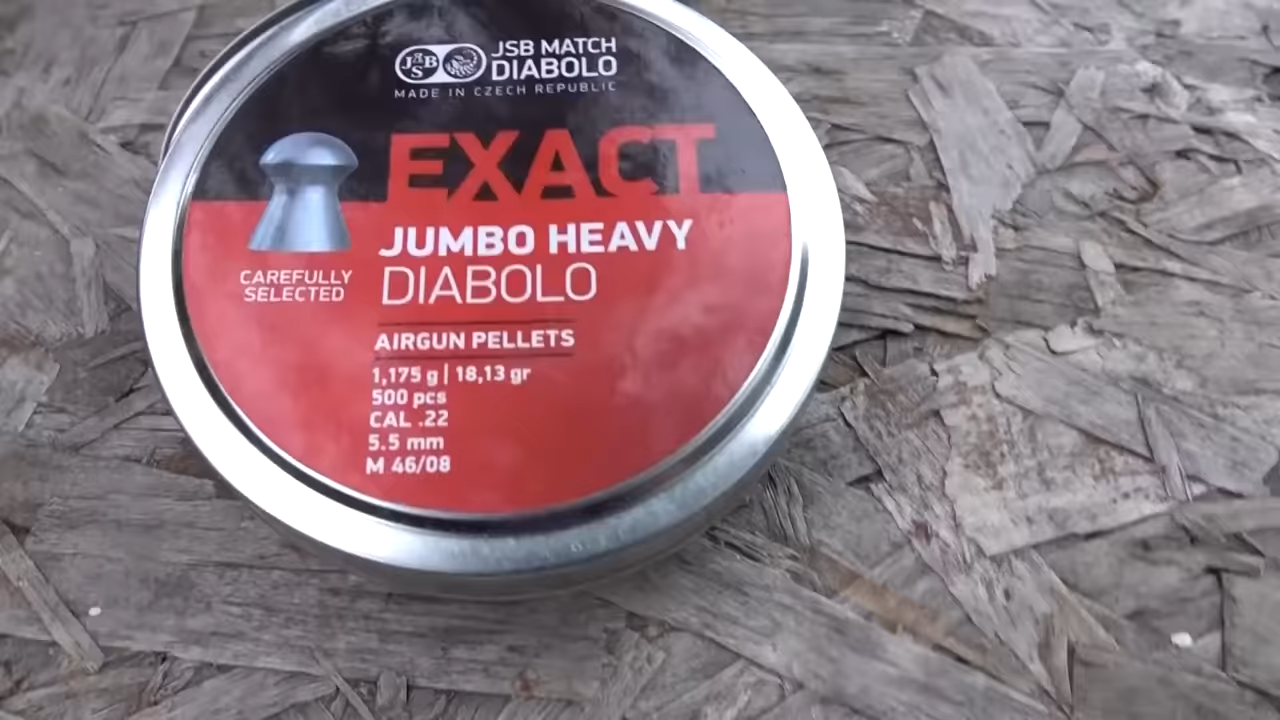 JSB
JSB MATCH
DIABOLO
MADE IN CZECH REPUBLIC
EXACT
JUMBO HEAVY
DIABOLO
CAREFULLY
SELECTED
AIRGUN PELLETS
1,175 g | 18,13 gr
500 pcs
CAL .22
5.5 mm
M 46/08